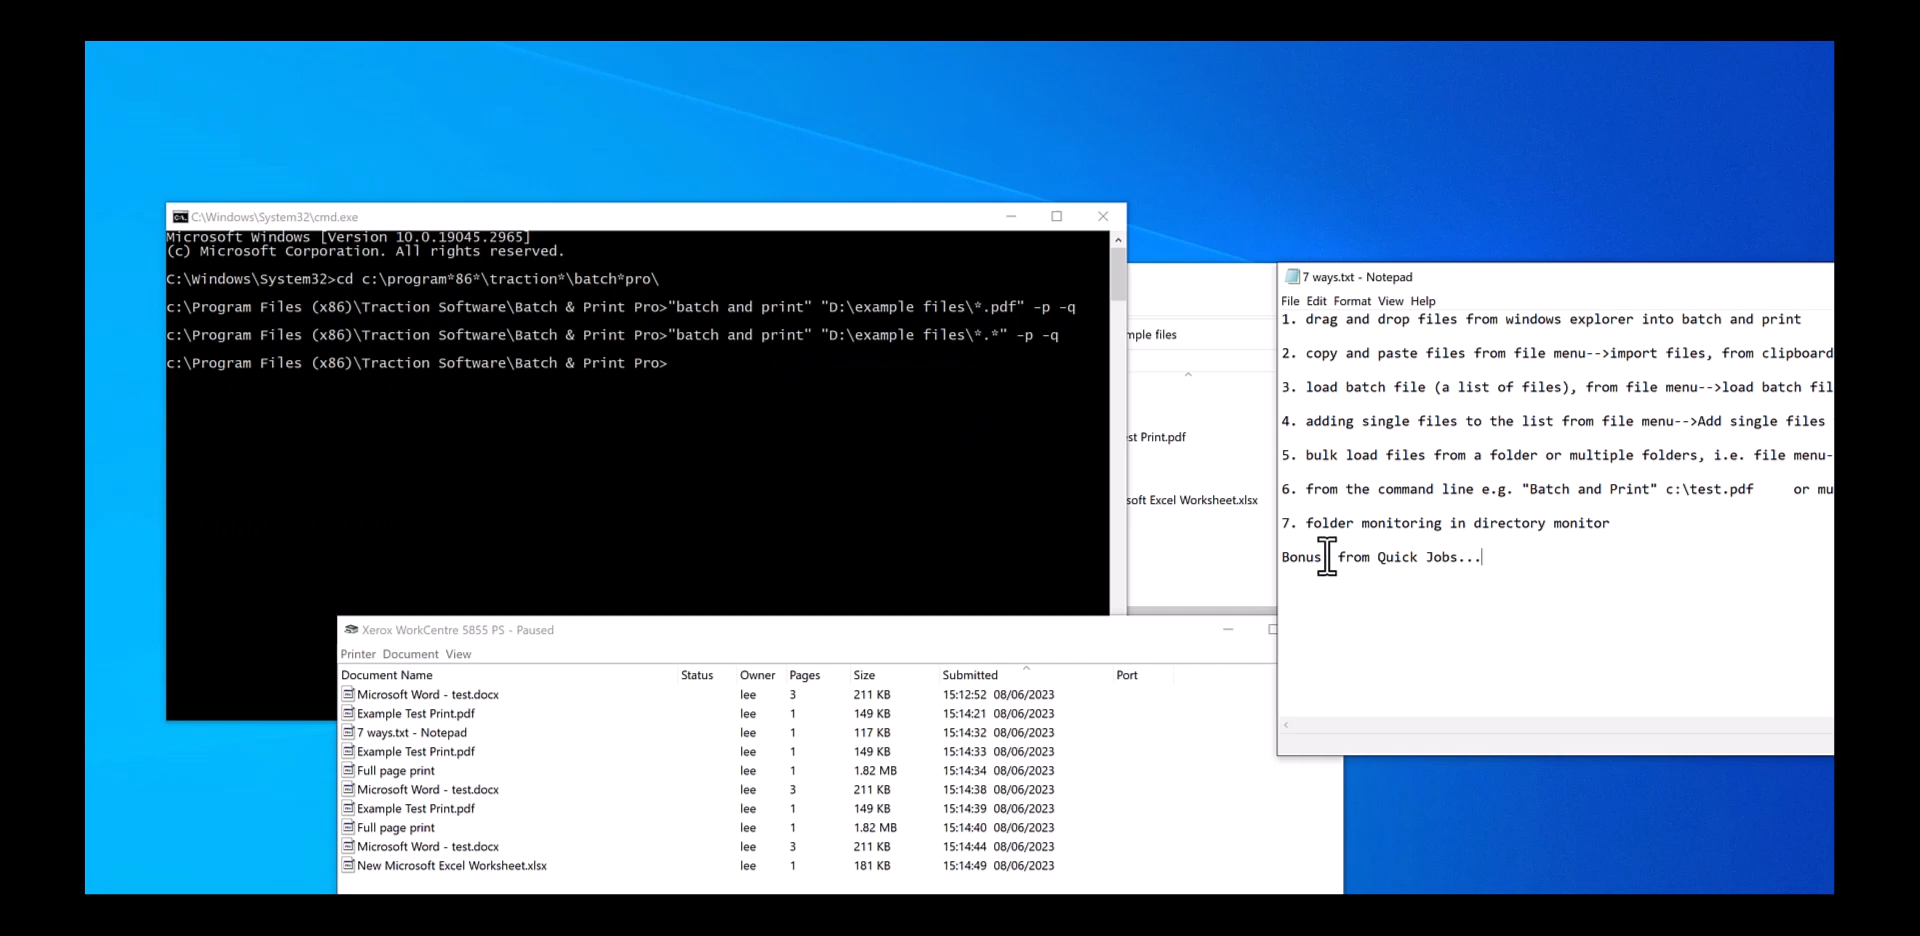 C:\Windows\System32\cmd.exe
Microsoft Windows [Version 10.0.19045.2965]
(c) Microsoft Corporation. All rights reserved.
C:\Windows\System32>cd c:\program*86*\traction*\batch*pro\
c:\Program Files (x86)\Traction Software\Batch & Print Pro>"batch and print" "D:\example files\*.pdf" -p -q
c:\Program Files (x86)\Traction Software\Batch & Print Pro>"batch and print" "D:\example files\*.*" -p -q
c:\Program Files (x86)\Traction Software\Batch & Print Pro>
mple files
st Print.pdf
soft Excel Worksheet.xlsx
7 ways.txt - Notepad
File Edit Format View Help
1. drag and drop files from windows explorer into batch and print
2. copy and paste files from file menu-->import files, from clipboard
3. load batch file (a list of files), from file menu-->load batch fil
4. adding single files to the list from file menu-->Add single files
5. bulk load files from a folder or multiple folders, i.e. file menu-
6. from the command line e.g. "Batch and Print" c:\test.pdf     or mu
7. folder monitoring in directory monitor
Bonus from Quick Jobs...
Xerox WorkCentre 5855 PS - Paused
Printer Document View
Document Name Status Owner Pages Size Submitted Port
Microsoft Word - test.docx lee 3 211 KB 15:12:52 08/06/2023
Example Test Print.pdf lee 1 149 KB 15:14:21 08/06/2023
7 ways.txt - Notepad lee 1 117 KB 15:14:32 08/06/2023
Example Test Print.pdf lee 1 149 KB 15:14:33 08/06/2023
Full page print lee 1 1.82 MB 15:14:34 08/06/2023
Microsoft Word - test.docx lee 3 211 KB 15:14:38 08/06/2023
Example Test Print.pdf lee 1 149 KB 15:14:39 08/06/2023
Full page print lee 1 1.82 MB 15:14:40 08/06/2023
Microsoft Word - test.docx lee 3 211 KB 15:14:44 08/06/2023
New Microsoft Excel Worksheet.xlsx lee 1 181 KB 15:14:49 08/06/2023